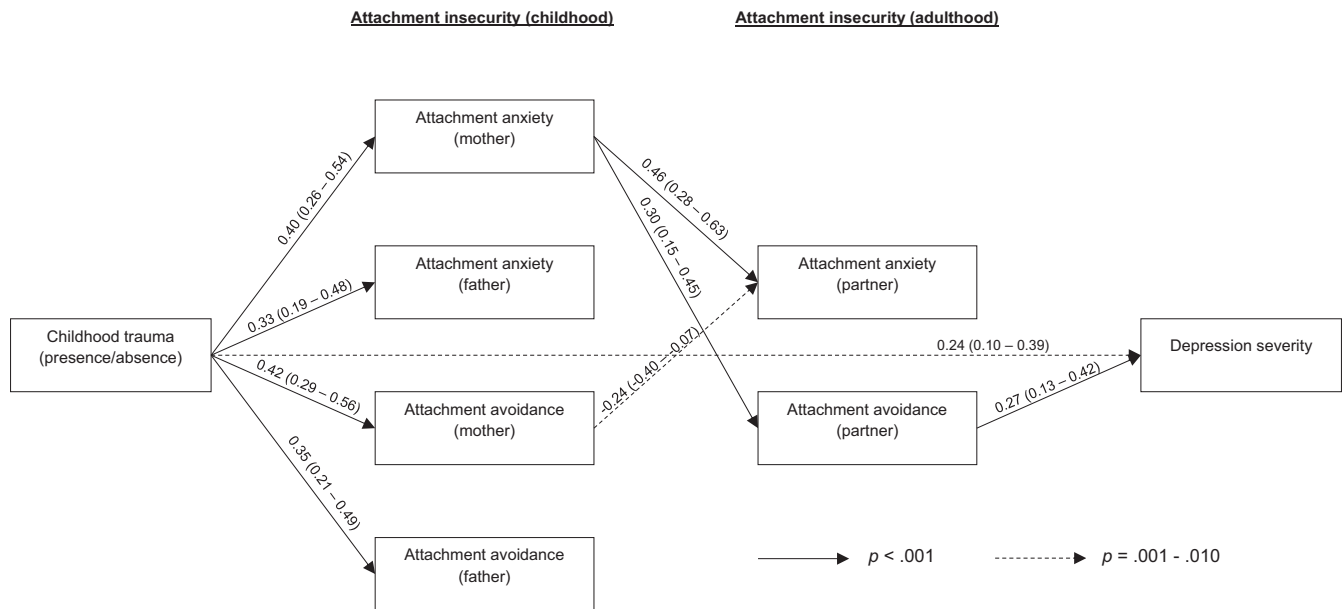 Attachment insecurity (childhood)
Attachment insecurity (adulthood)
Attachment anxiety
(mother)
0.40 (0.26 – 0.54)
0.46 (0.28 – 0.63)
0.30 (0.15 – 0.45)
Attachment anxiety
(father)
Attachment anxiety
(partner)
0.33 (0.19 – 0.48)
Childhood trauma
(presence/absence)
0.24 (0.10 – 0.39)
Depression severity
0.42 (0.29 – 0.56)
-0.24 (-0.40 – -0.07)
0.27 (0.13 – 0.42)
Attachment avoidance
(mother)
Attachment avoidance
(partner)
0.35 (0.21 – 0.49)
Attachment avoidance
(father)
p < .001
p = .001 - .010